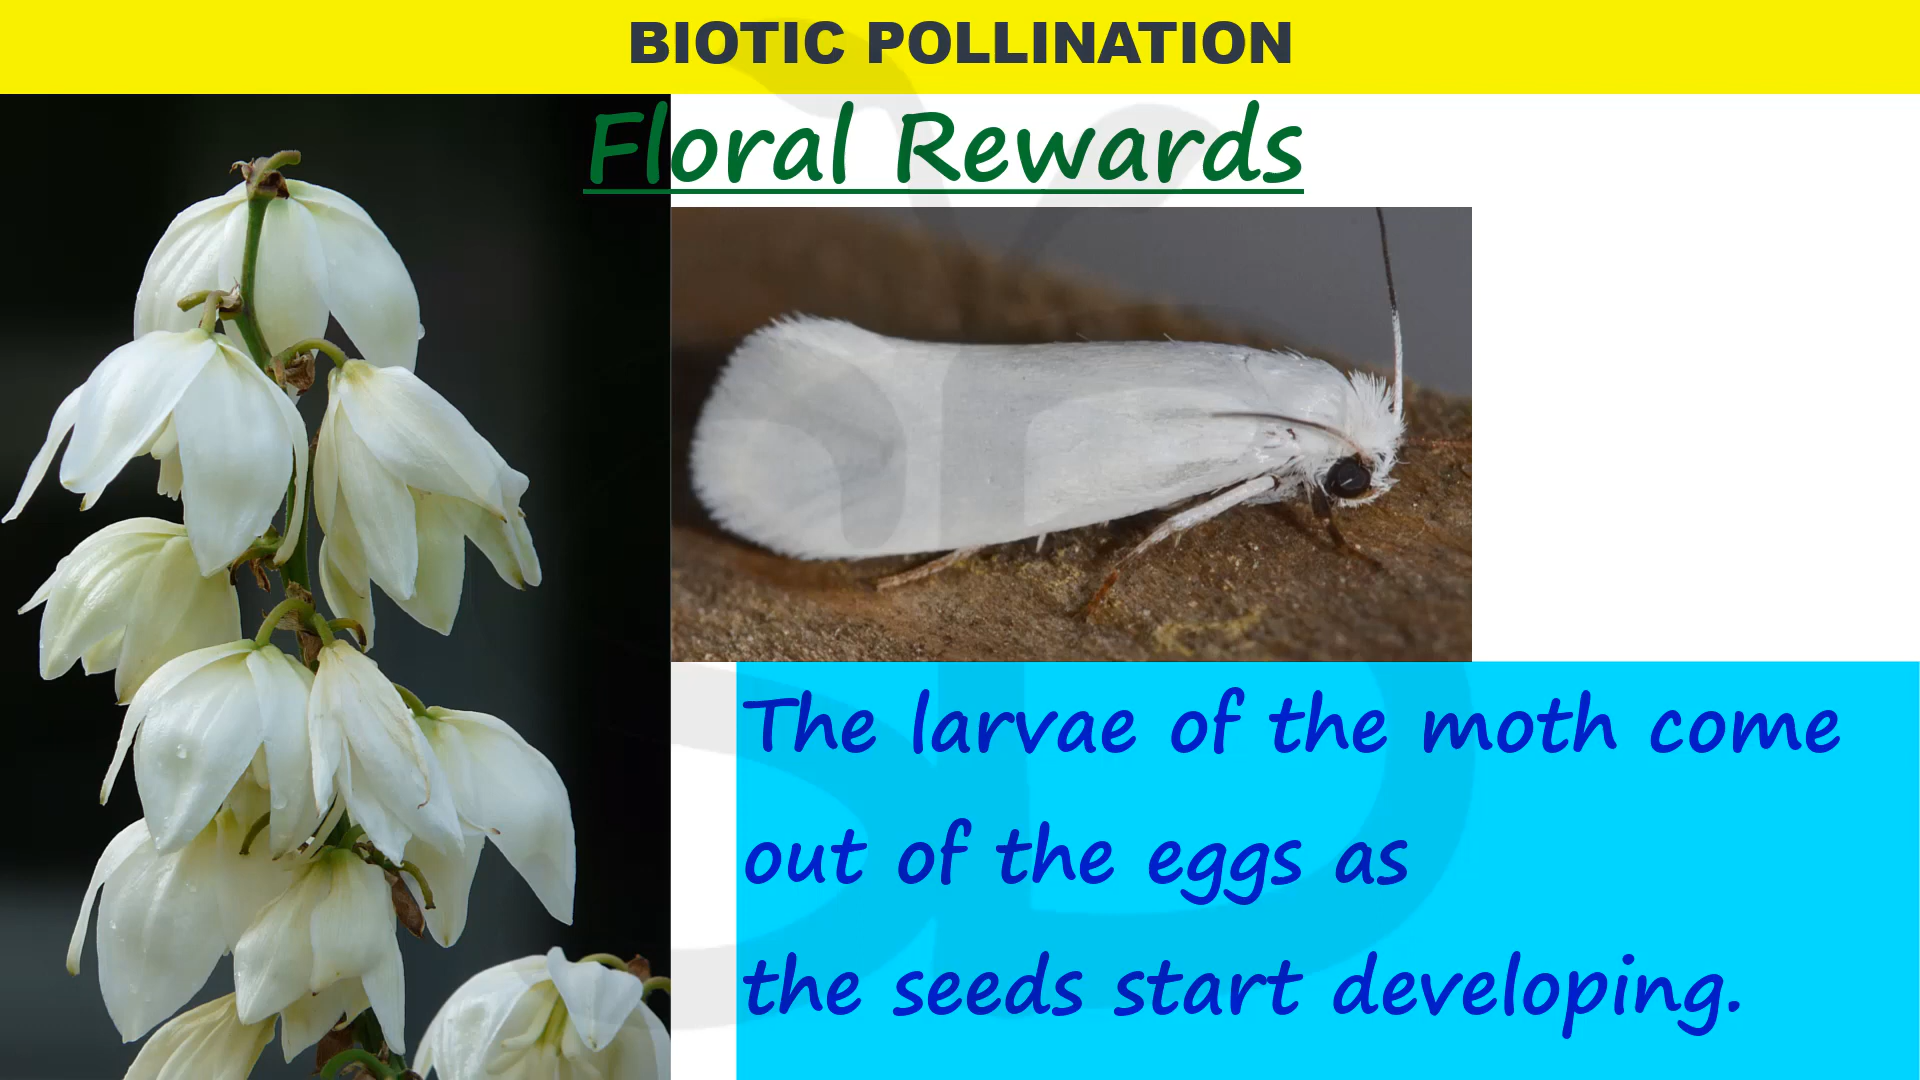 BIOTIC POLLINATION
Floral Rewards
The larvae of the moth come
out of the eggs as
the seeds start developing.